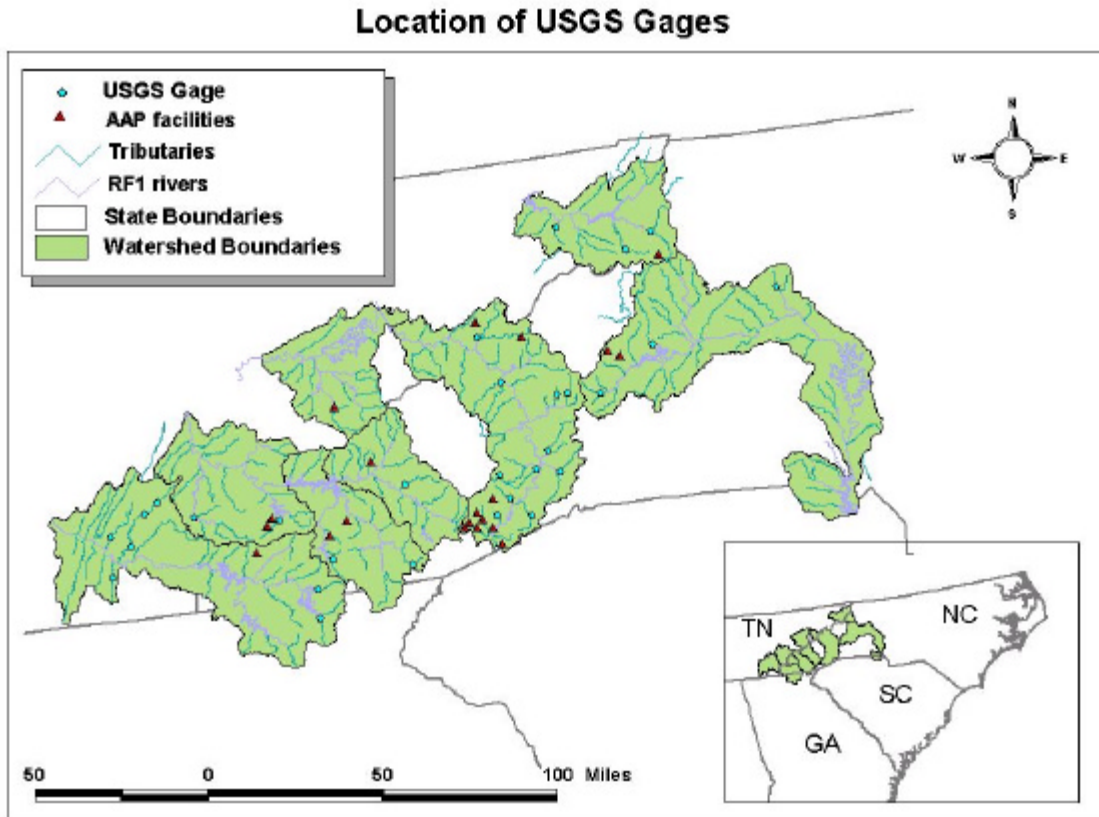 Location of USGS Gages
USGS Gage
AAP facilities
Tributaries
RF1 rivers
State Boundaries
Watershed Boundaries
N
W E
S
TN
NC
SC
GA
50 0 50 100 Miles